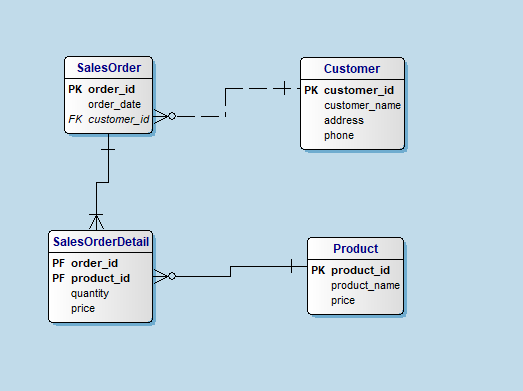 SalesOrder
PK order_id
order_date
FK customer_id
Customer
PK customer_id
customer_name
address
phone
SalesOrderDetail
PF order_id
PF product_id
quantity
price
Product
PK product_id
product_name
price